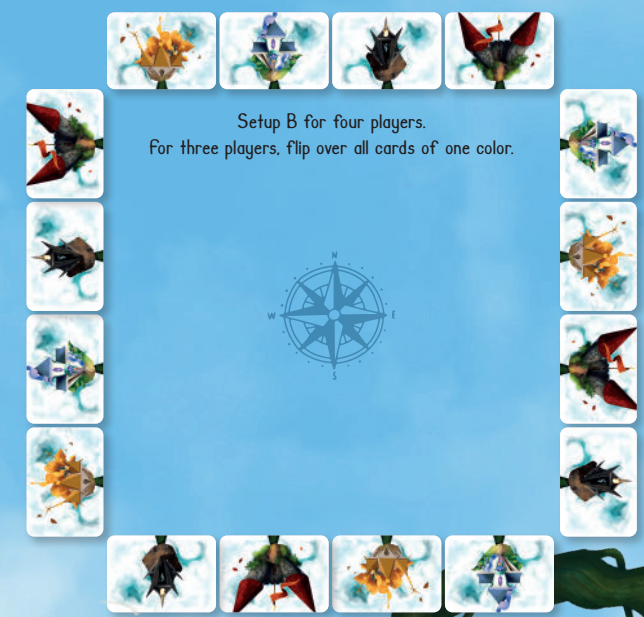 Setup B for four players.
For three players, flip over all cards of one color.
N
W E
S